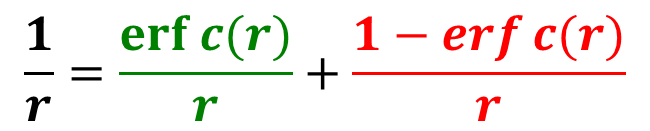 1/r = erf c(r)/r + 1 − erf c(r)/r